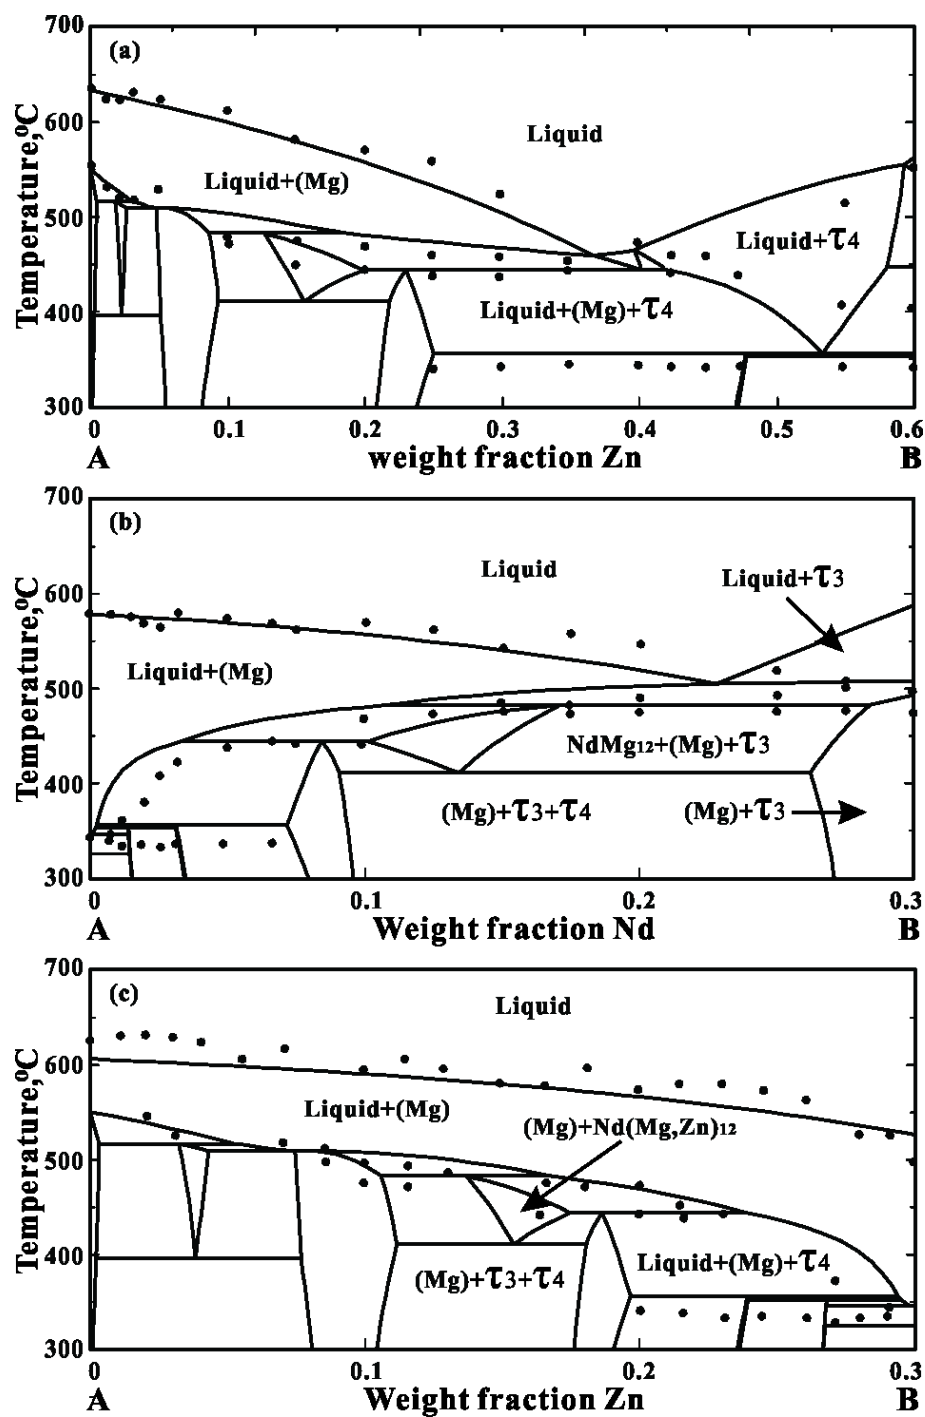 700
(a)
600
Liquid
Liquid+(Mg)
500
Liquid+τ4
400
Liquid+(Mg)+τ4
300
Temperature,ºC
0 0.1 0.2 0.3 0.4 0.5 0.6
A weight fraction Zn B
700
(b)
Liquid
Liquid+τ3
600
Liquid+(Mg)
500
NdMg12+(Mg)+τ3
400
(Mg)+τ3+τ4
(Mg)+τ3
300
Temperature,ºC
0 0.1 0.2 0.3
A Weight fraction Nd B
700
(c)
Liquid
600
Liquid+(Mg)
(Mg)+Nd(Mg,Zn)12
500
400
Liquid+(Mg)+τ4
(Mg)+τ3+τ4
300
Temperature,ºC
0 0.1 0.2 0.3
A Weight fraction Zn B